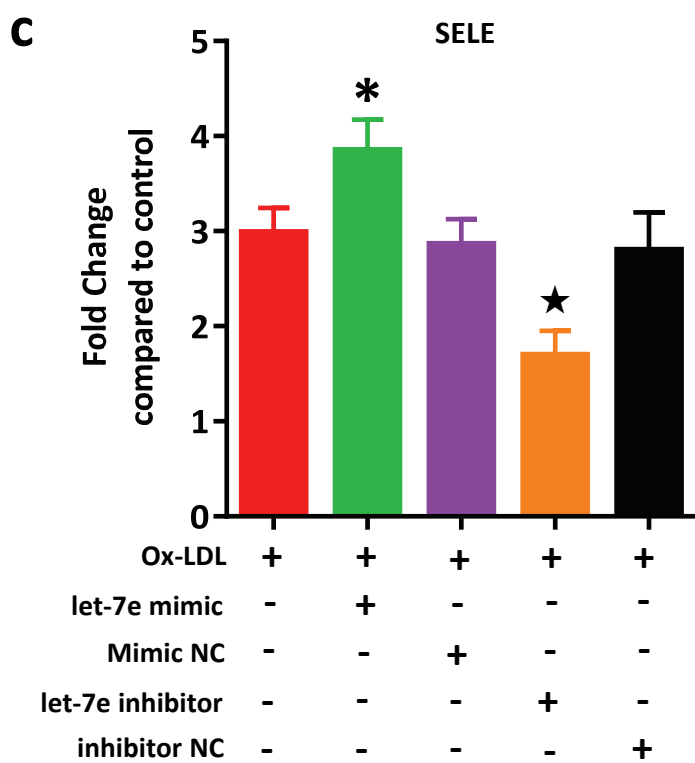 c
SELE
Fold Change
compared to control
5
4
3
2
1
0
*
★
Ox-LDL + + + + +
let-7e mimic - + - - -
Mimic NC - - + - -
let-7e inhibitor - - - + -
inhibitor NC - - - - +